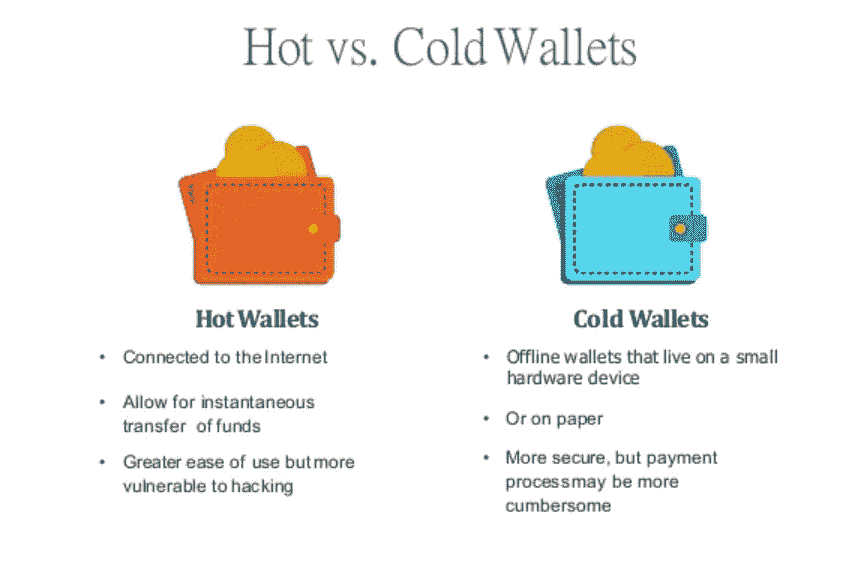 Hot vs. Cold Wallets
Hot Wallets
• Connected to the Internet
• Allow for instantaneous
transfer of funds
• Greater ease of use but more
vulnerable to hacking
Cold Wallets
• Offline wallets that live on a small
hardware device
• Or on paper
• More secure, but payment
process may be more
cumbersome